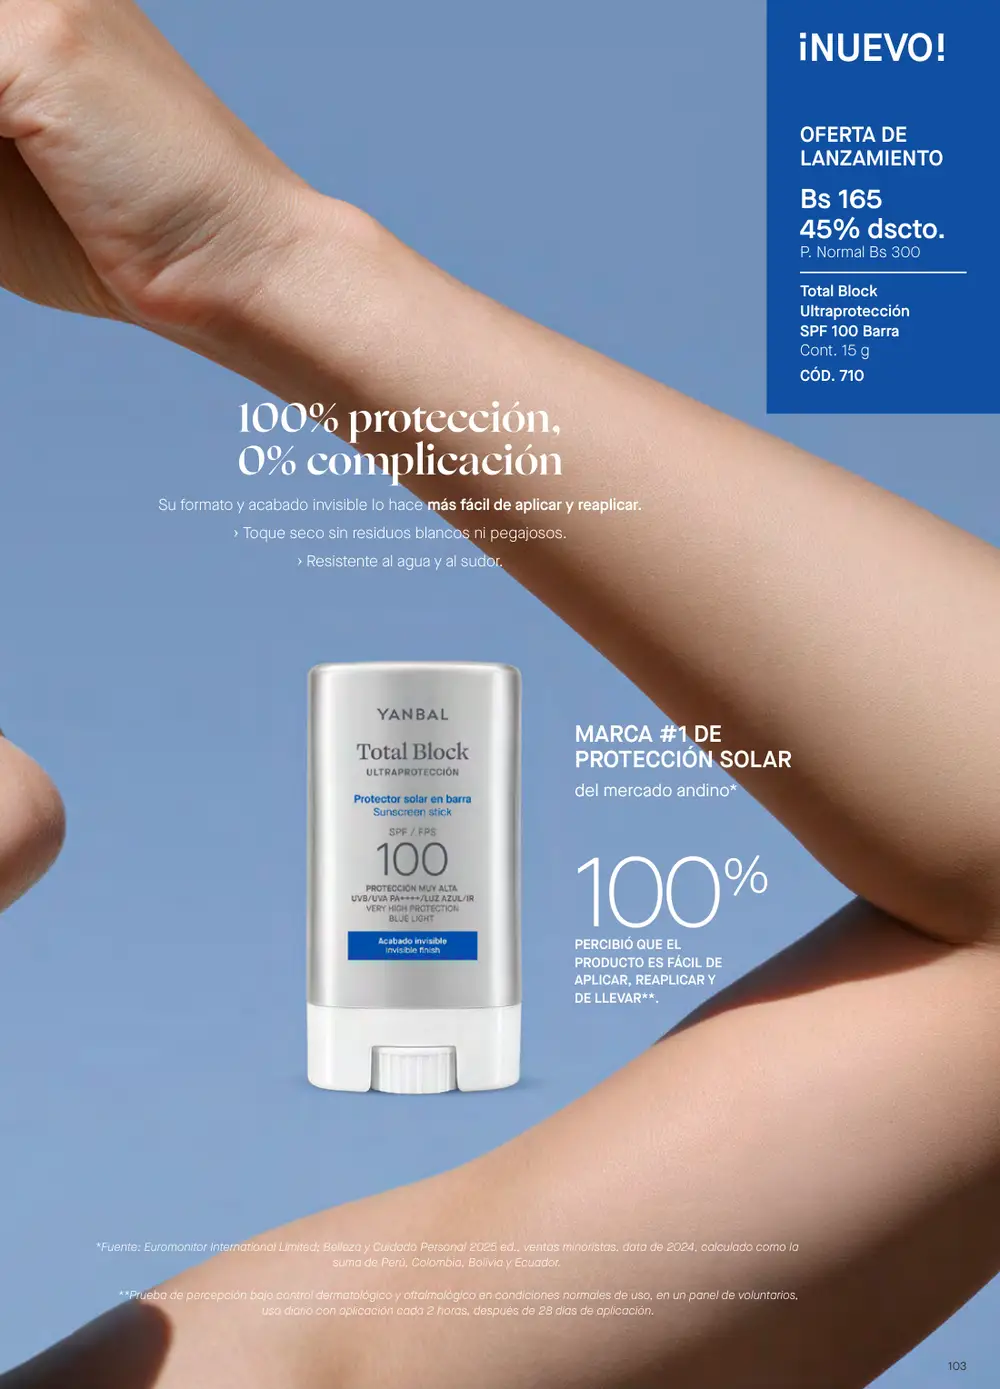 ¡NUEVO!
OFERTA DE
LANZAMIENTO
Bs 165
45% dscto.
P. Normal Bs 300
Total Block
Ultraprotección
SPF 100 Barra
Cont. 15 g
CÓD. 710
100% protección,
0% complicación
Su formato y acabado invisible lo hace más fácil de aplicar y reaplicar.
› Toque seco sin residuos blancos ni pegajosos.
› Resistente al agua y al sudor.
YANBAL
Total Block
ULTRAPROTECCIÓN
Protector solar en barra
Sunscreen stick
SPF / FPS
100
PROTECCIÓN MUY ALTA
UVB/UVA PA++++/LUZ AZUL/IR
VERY HIGH PROTECTION
BLUE LIGHT
Acabado invisible
invisible finish
MARCA #1 DE
PROTECCIÓN SOLAR
del mercado andino*
100%
PERCIBIÓ QUE EL
PRODUCTO ES FÁCIL DE
APLICAR, REAPLICAR Y
DE LLEVAR**.
*Fuente: Euromonitor International Limited; Belleza y Cuidado Personal 2025 ed., ventas minoristas, data de 2024, calculado como la
suma de Perú, Colombia, Bolivia y Ecuador.
**Prueba de percepción bajo control dermatológico y oftalmológico en condiciones normales de uso, en un panel de voluntarios,
uso diario con aplicación cada 2 horas, después de 28 días de aplicación.
103